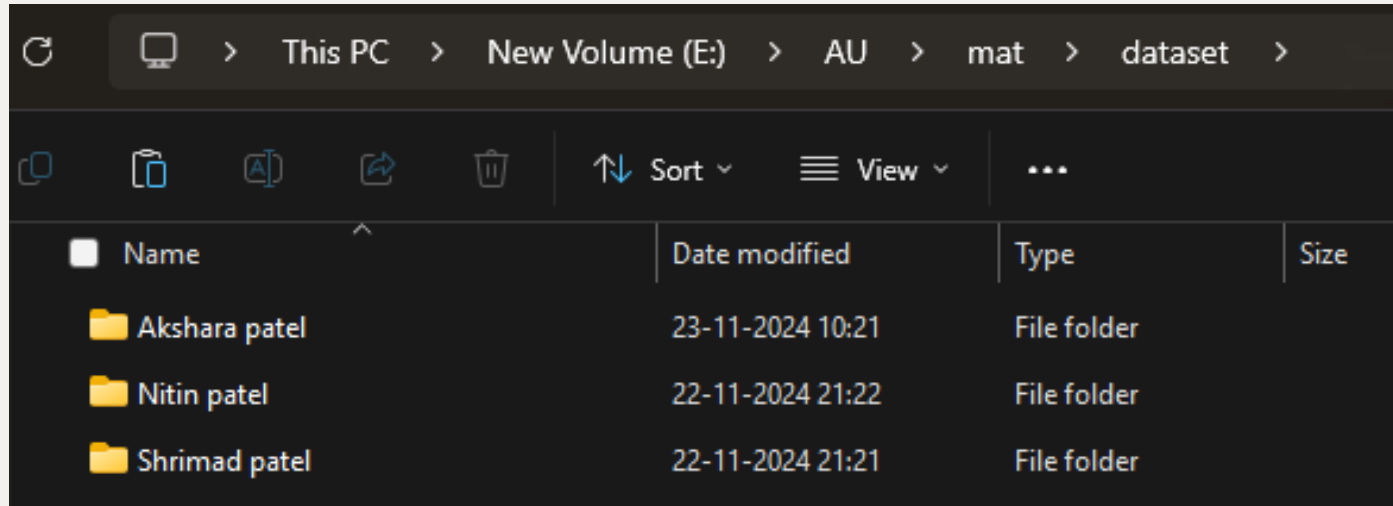 This PC > New Volume (E:) > AU > mat > dataset >
Sort View
Name Date modified Type Size
Akshara patel 23-11-2024 10:21 File folder
Nitin patel 22-11-2024 21:22 File folder
Shrimad patel 22-11-2024 21:21 File folder